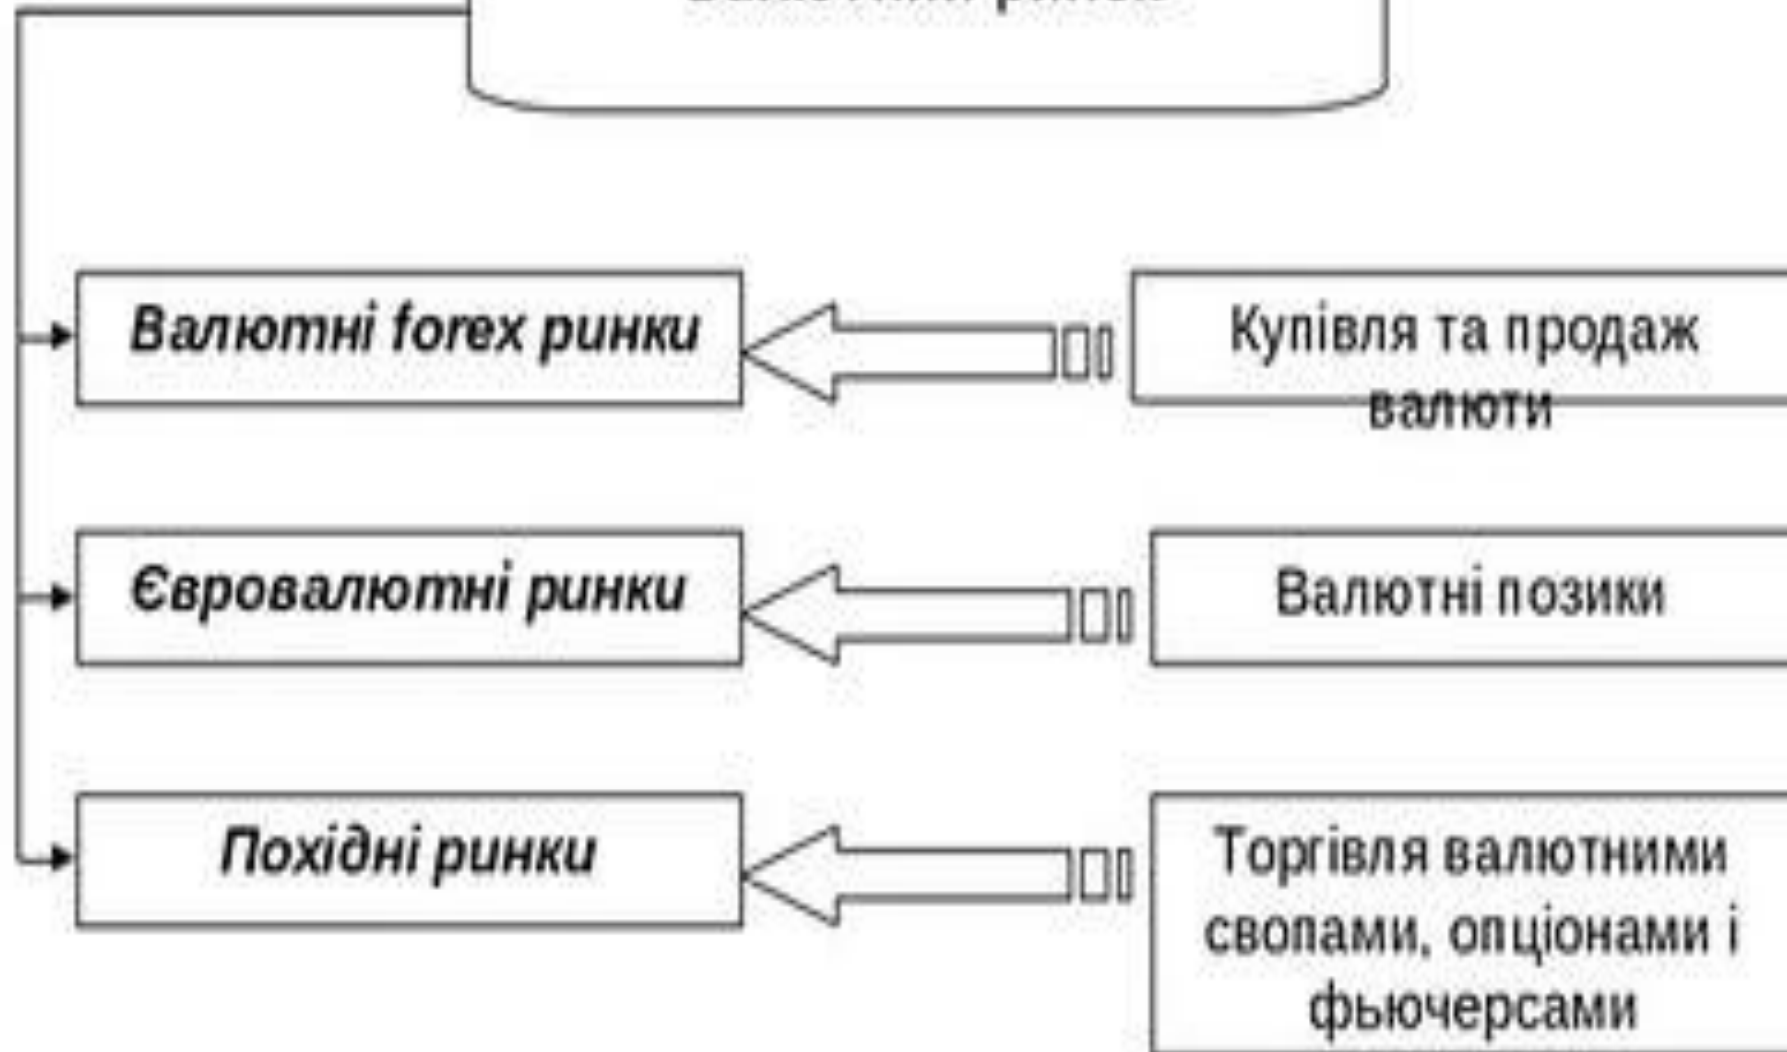 Валютні forex ринки
Купівля та продаж
валюти
Євровалютні ринки
Валютні позики
Похідні ринки
Торгівля валютними
свопами, опціонами і
фьючерсами